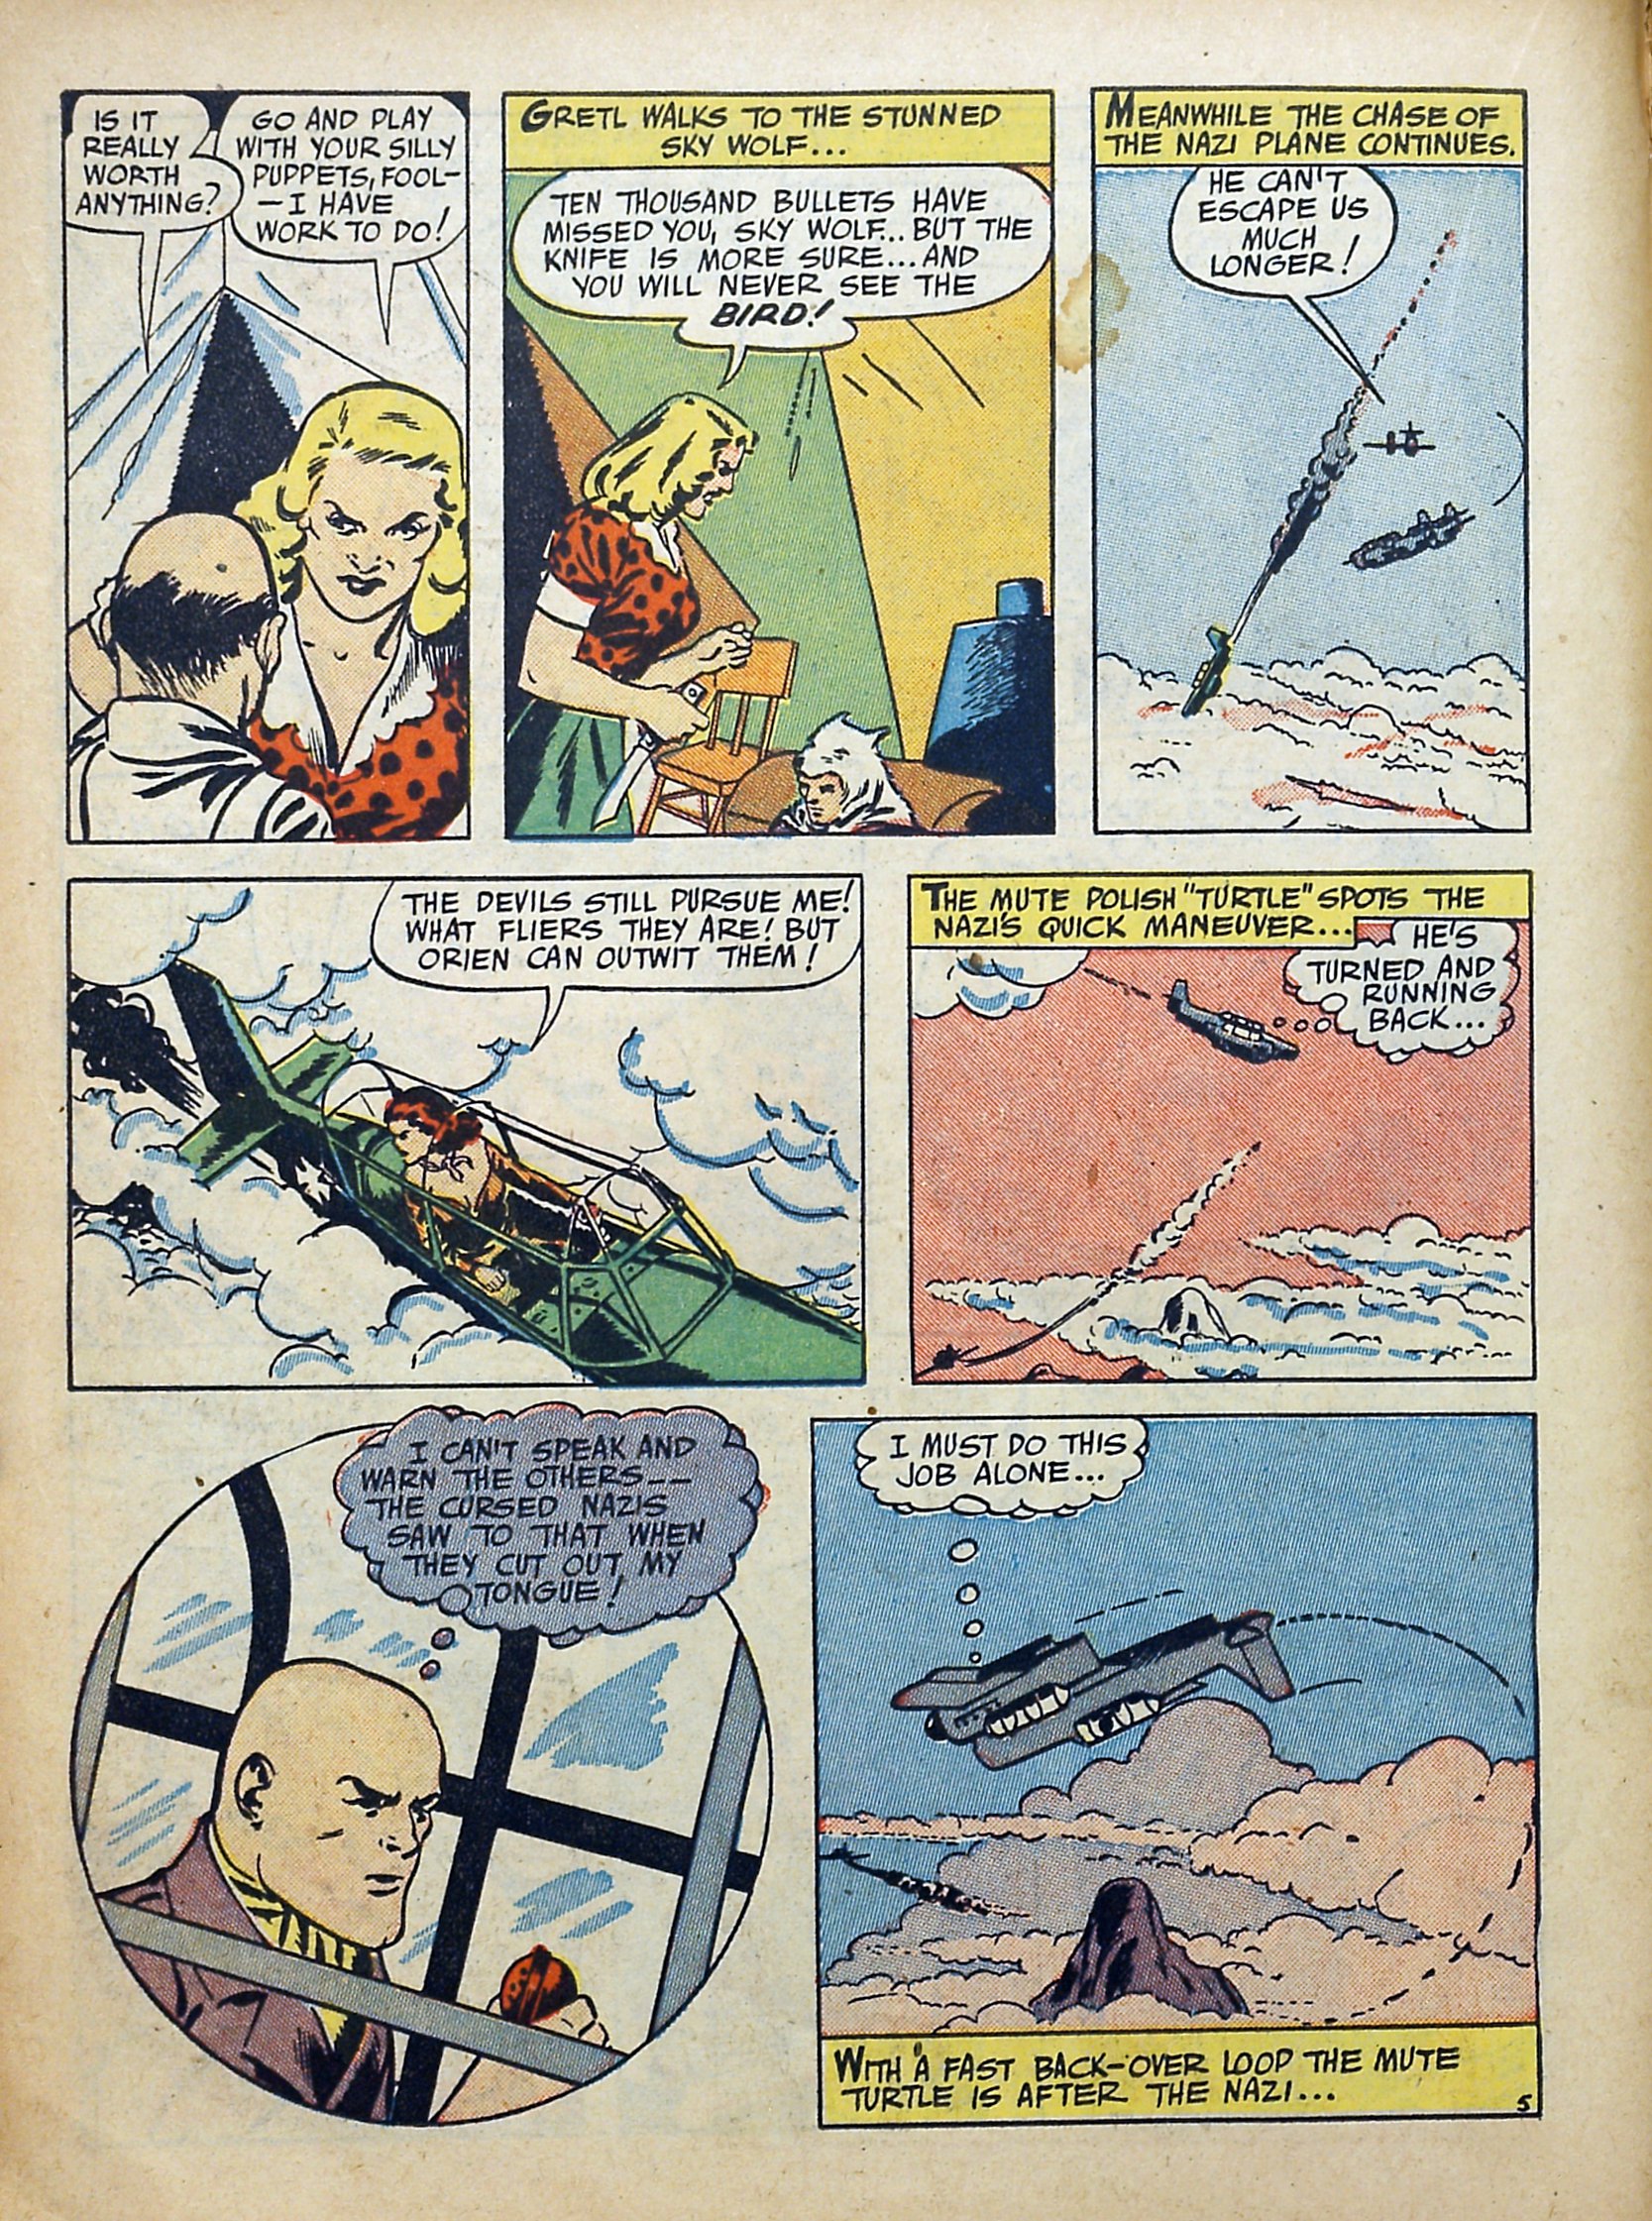 IS IT
REALLY
WORTH
ANYTHING?
GO AND PLAY
WITH YOUR SILLY
PUPPETS, FOOL-
-I HAVE
WORK TO DO!
GRETL WALKS TO THE STUNNED
SKY WOLF...
TEN THOUSAND BULLETS HAVE
MISSED YOU, SKY WOLF.. BUT THE
KNIFE IS MORE SURE... AND
YOU WILL NEVER SEE THE
BIRD!
MEANWHILE THE CHASE OF
THE NAZI PLANE CONTINUES.
HE CAN'T
ESCAPE US
MUCH
LONGER!
THE DEVILS STILL PURSUE ME!
WHAT FLIERS THEY ARE! BUT
ORIEN CAN OUTWIT THEM!
THE MUTE POLISH "TURTLE" SPOTS THE
NAZI'S QUICK MANEUVER...
HE'S
TURNED AND
RUNNING
BACK...
I CAN'T SPEAK AND
WARN THE OTHERS--
THE CURSED NAZIS
SAW TO THAT WHEN
THEY CUT OUT MY
TONGUE!
I MUST DO THIS
JOB ALONE...
WITH A FAST BACK-OVER LOOP THE MUTE
TURTLE IS AFTER THE NAZI...
5